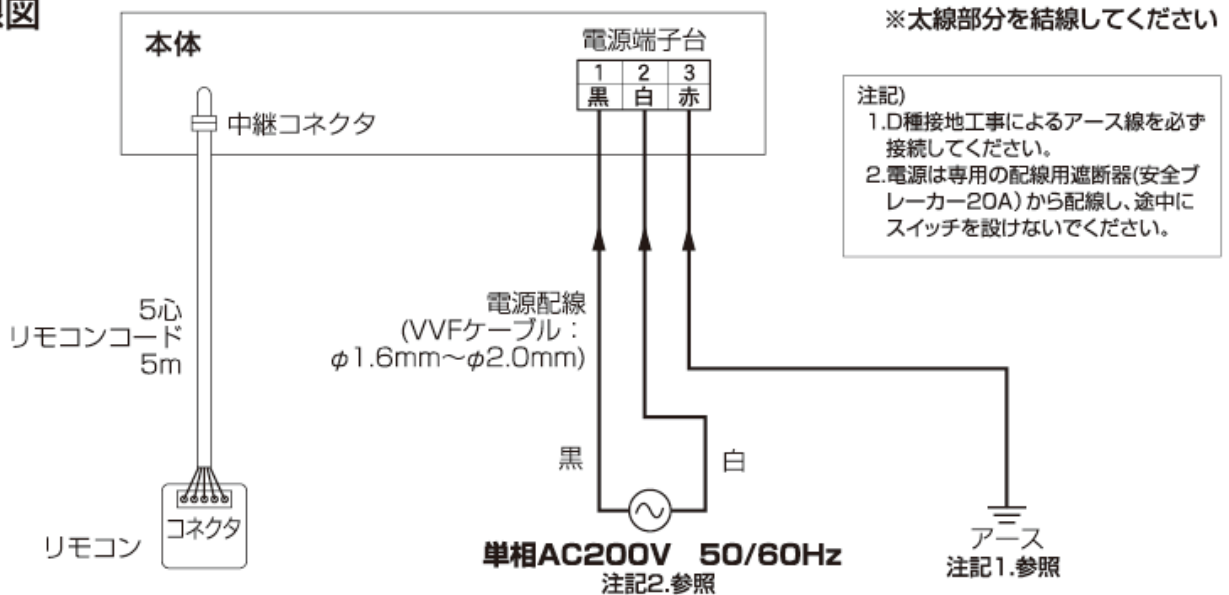 線図
※太線部分を結線してください
本体
電源端子台
1 2 3
黒 白 赤
中継コネクタ
注記)
1.D種接地工事によるアース線を必ず
接続してください。
2.電源は専用の配線用遮断器(安全ブ
レーカー20A)から配線し、途中に
スイッチを設けないでください。
5心
リモコンコード
5m
電源配線
(VVFケーブル：
φ1.6mm〜φ2.0mm)
黒
白
コネクタ
リモコン
単相AC200V 50/60Hz
注記2.参照
アース
注記1.参照